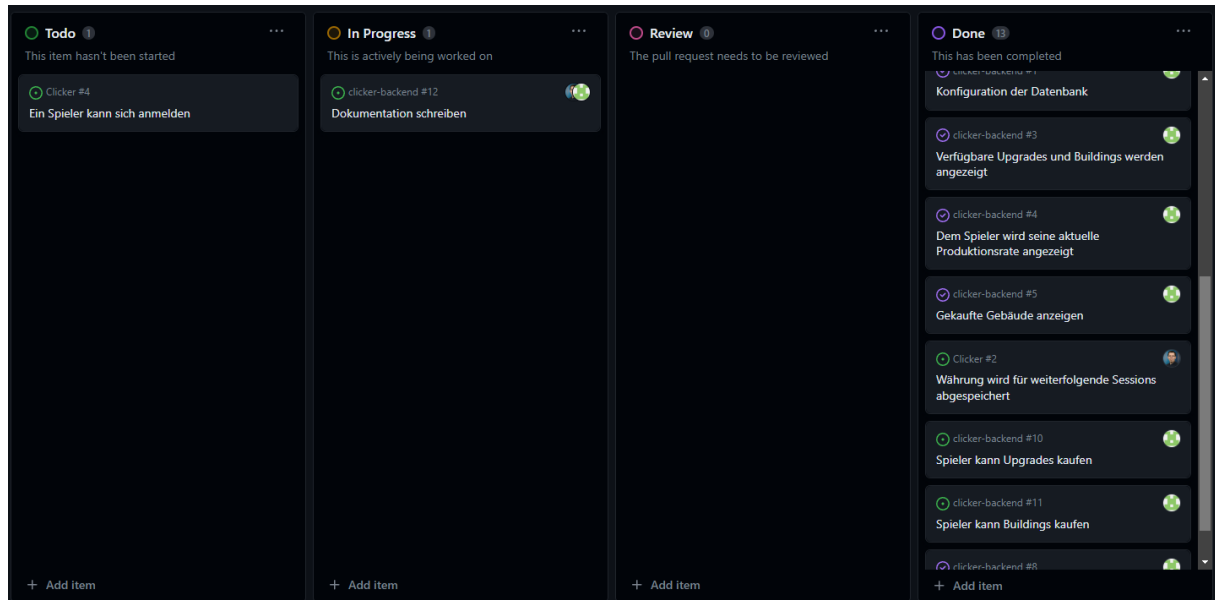 Todo 1
This item hasn't been started
Clicker #4
Ein Spieler kann sich anmelden
+ Add item
In Progress 1
This is actively being worked on
clicker-backend #12
Dokumentation schreiben
+ Add item
Review 0
The pull request needs to be reviewed
+ Add item
Done 13
This has been completed
clicker-backend #1
Konfiguration der Datenbank
clicker-backend #3
Verfügbare Upgrades und Buildings werden
angezeigt
clicker-backend #4
Dem Spieler wird seine aktuelle
Produktionsrate angezeigt
clicker-backend #5
Gekaufte Gebäude anzeigen
Clicker #2
Währung wird für weiterfolgende Sessions
abgespeichert
clicker-backend #10
Spieler kann Upgrades kaufen
clicker-backend #11
Spieler kann Buildings kaufen
clicker-backend #8
+ Add item